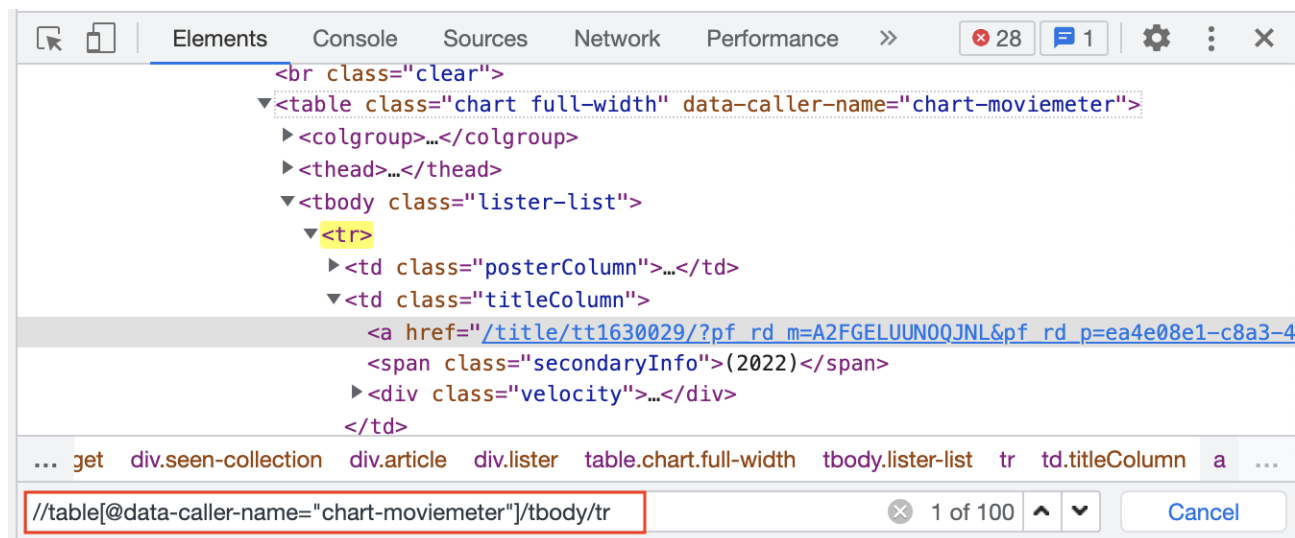 Elements Console Sources Network Performance » 28 1
<br class="clear">
▼<table class="chart full-width" data-caller-name="chart-moviemeter">
▶<colgroup>…</colgroup>
▶<thead>…</thead>
▼<tbody class="lister-list">
▼<tr>
▶<td class="posterColumn">…</td>
▼<td class="titleColumn">
<a href="/title/tt1630029/?pf_rd_m=A2FGELUUNOQJNL&pf_rd_p=ea4e08e1-c8a3-4
<span class="secondaryInfo">(2022)</span>
▶<div class="velocity">…</div>
</td>
... get div.seen-collection div.article div.lister table.chart.full-width tbody.lister-list tr td.titleColumn a ...
//table[@data-caller-name="chart-moviemeter"]/tbody/tr 1 of 100 Cancel